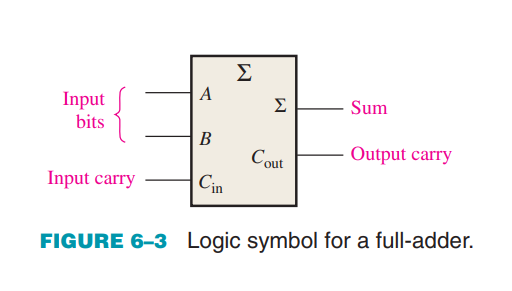 Σ
Input
bits
A
Σ
Sum
B
Cout
Output carry
Input carry
Cin
FIGURE 6–3 Logic symbol for a full-adder.